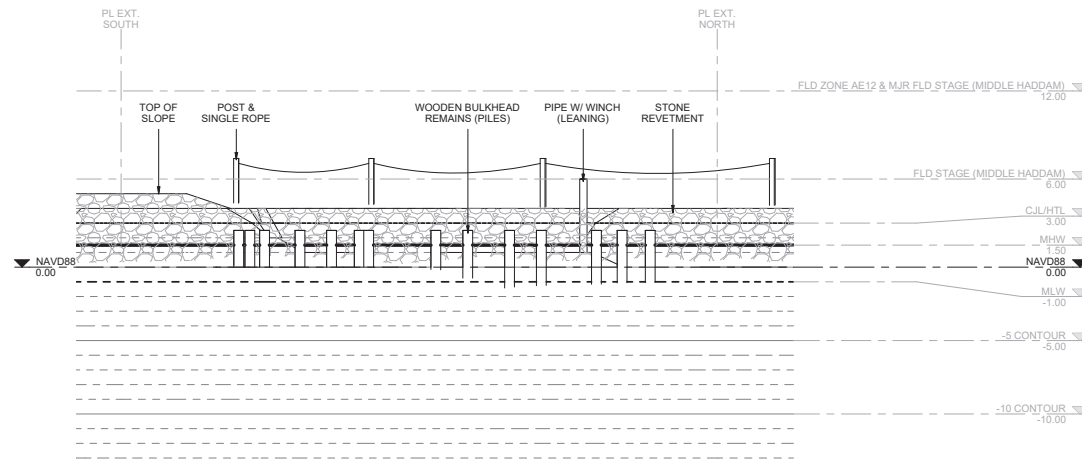 PL EXT.
SOUTH
PL EXT.
NORTH
FLD ZONE AE12 & MJR FLD STAGE (MIDDLE HADDAM)
12.00
TOP OF
SLOPE
POST &
SINGLE ROPE
WOODEN BULKHEAD
REMAINS (PILES)
PIPE W/ WINCH
(LEANING)
STONE
REVETMENT
FLD STAGE (MIDDLE HADDAM)
6.00
CJL/HTL
3.00
MHW
1.50
NAVD88
0.00
NAVD88
0.00
MLW
-1.00
-5 CONTOUR
-5.00
-10 CONTOUR
-10.00